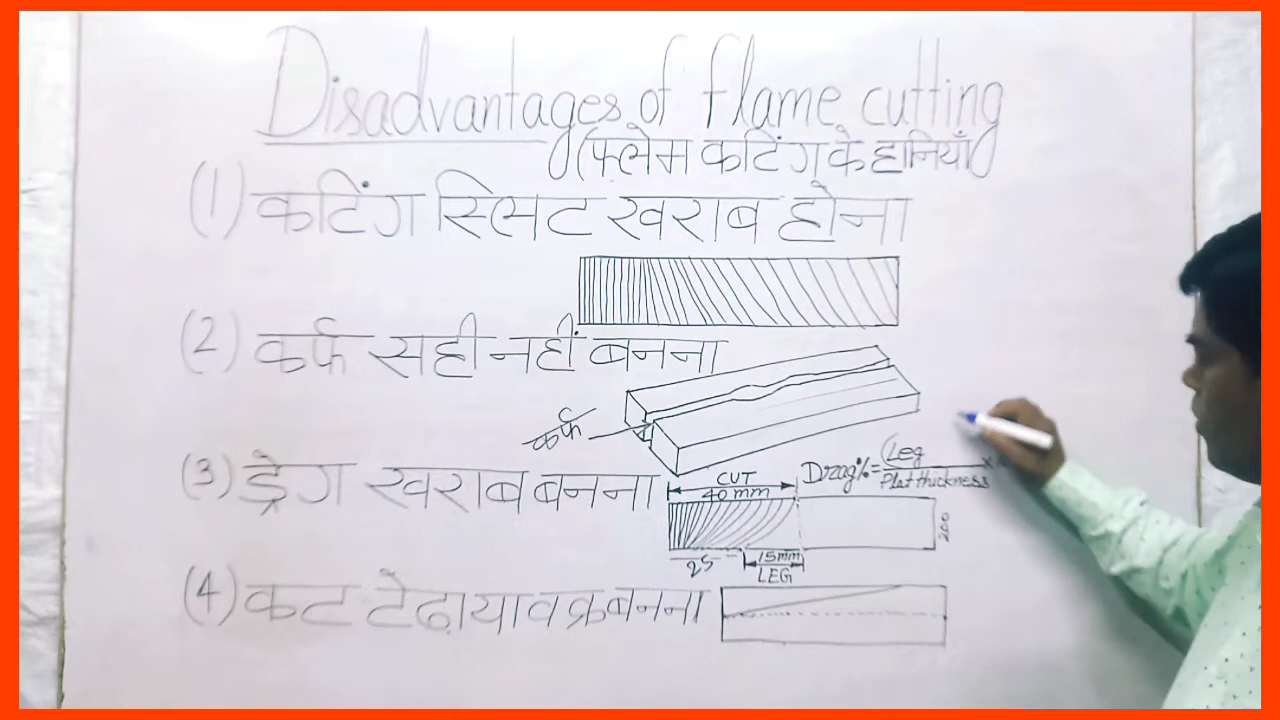 Disadvantages of flame cutting
(फ्लेम कटिंग के हानियाँ)
(1) कटिंग स्लिट खराब होना
(2) कर्फ सही नहीं बनना
कर्फ
(3) ड्रेग खराब बनना
CUT
40 mm
Drag%=(Leg
Plat thickness
200
25
15mm
LEG
(4) कट टेढ़ा या वक्र बनना